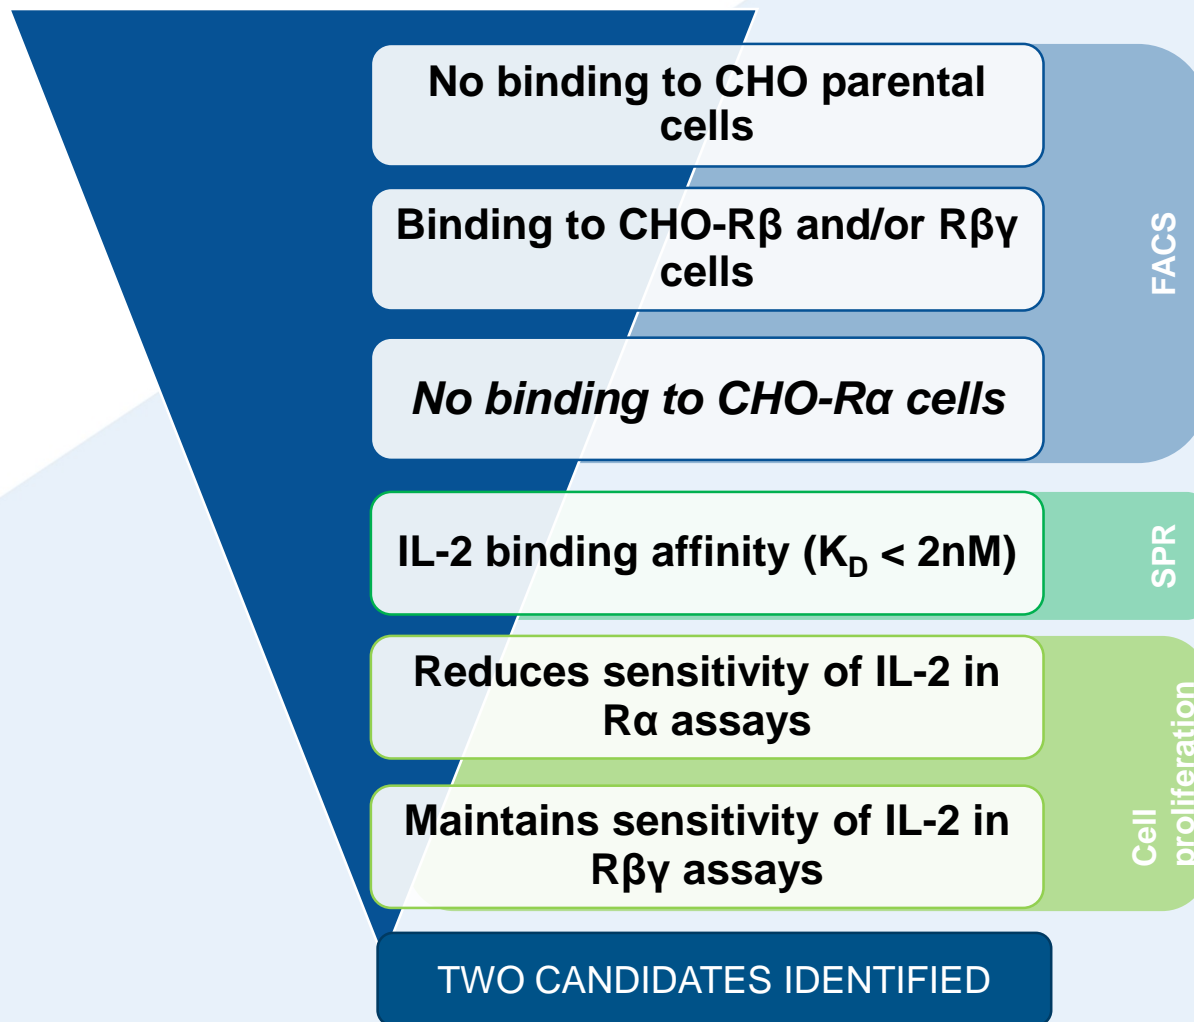 No binding to CHO parental
cells
Binding to CHO-Rβ and/or Rβγ
cells
FACS
No binding to CHO-Rα cells
IL-2 binding affinity (K_D < 2nM)
SPR
Reduces sensitivity of IL-2 in
Rα assays
Maintains sensitivity of IL-2 in
Rβγ assays
Cell
proliferation
TWO CANDIDATES IDENTIFIED